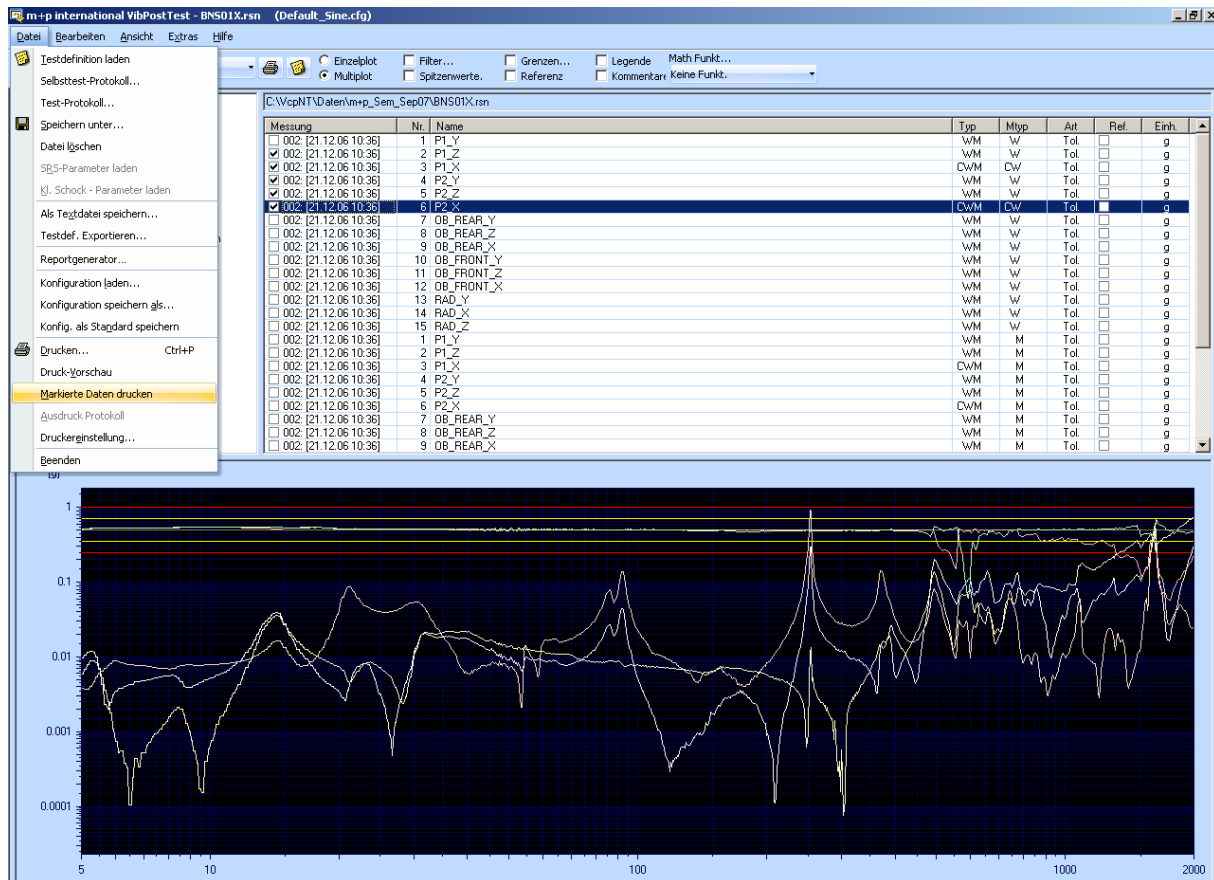 m+p international VibPostTest - BNS01X.rsn (Default_Sine.cfg)
Datei Bearbeiten Ansicht Extras Hilfe
Testdefinition laden
Selbsttest-Protokoll...
Test-Protokoll...
Speichern unter...
Datei löschen
SRS-Parameter laden
Kl. Schock - Parameter laden
Als Textdatei speichern...
Testdef. Exportieren...
Reportgenerator...
Konfiguration laden...
Konfiguration speichern als...
Konfig. als Standard speichern
Drucken... Ctrl+P
Druck-Vorschau
Markierte Daten drucken
Ausdruck Protokoll
Druckereinstellung...
Beenden
Einzelplot Filter... Grenzen... Legende Math Funkt...
Multiplot Spitzenwerte. Referenz Kommentare Keine Funkt.
C:\VcpNT\Daten\m+p_Sem_Sep07\BNS01X.rsn
Messung Nr. Name Typ Mtyp Art Ref. Einh.
002: [21.12.06 10:36] 1 P1_Y WM W Tol. g
002: [21.12.06 10:36] 2 P1_Z WM W Tol. g
002: [21.12.06 10:36] 3 P1_X CWM CW Tol. g
002: [21.12.06 10:36] 4 P2_Y WM W Tol. g
002: [21.12.06 10:36] 5 P2_Z WM W Tol. g
002: [21.12.06 10:36] 6 P2_X CWM CW Tol. g
002: [21.12.06 10:36] 7 OB_REAR_Y WM W Tol. g
002: [21.12.06 10:36] 8 OB_REAR_Z WM W Tol. g
002: [21.12.06 10:36] 9 OB_REAR_X WM W Tol. g
002: [21.12.06 10:36] 10 OB_FRONT_Y WM W Tol. g
002: [21.12.06 10:36] 11 OB_FRONT_Z WM W Tol. g
002: [21.12.06 10:36] 12 OB_FRONT_X WM W Tol. g
002: [21.12.06 10:36] 13 RAD_Y WM W Tol. g
002: [21.12.06 10:36] 14 RAD_X WM W Tol. g
002: [21.12.06 10:36] 15 RAD_Z WM W Tol. g
002: [21.12.06 10:36] 1 P1_Y WM M Tol. g
002: [21.12.06 10:36] 2 P1_Z WM M Tol. g
002: [21.12.06 10:36] 3 P1_X CWM M Tol. g
002: [21.12.06 10:36] 4 P2_Y WM M Tol. g
002: [21.12.06 10:36] 5 P2_Z WM M Tol. g
002: [21.12.06 10:36] 6 P2_X CWM M Tol. g
002: [21.12.06 10:36] 7 OB_REAR_Y WM M Tol. g
002: [21.12.06 10:36] 8 OB_REAR_Z WM M Tol. g
002: [21.12.06 10:36] 9 OB_REAR_X WM M Tol. g
[g]
1
0.1
0.01
0.001
0.0001
5 10 100 1000 2000